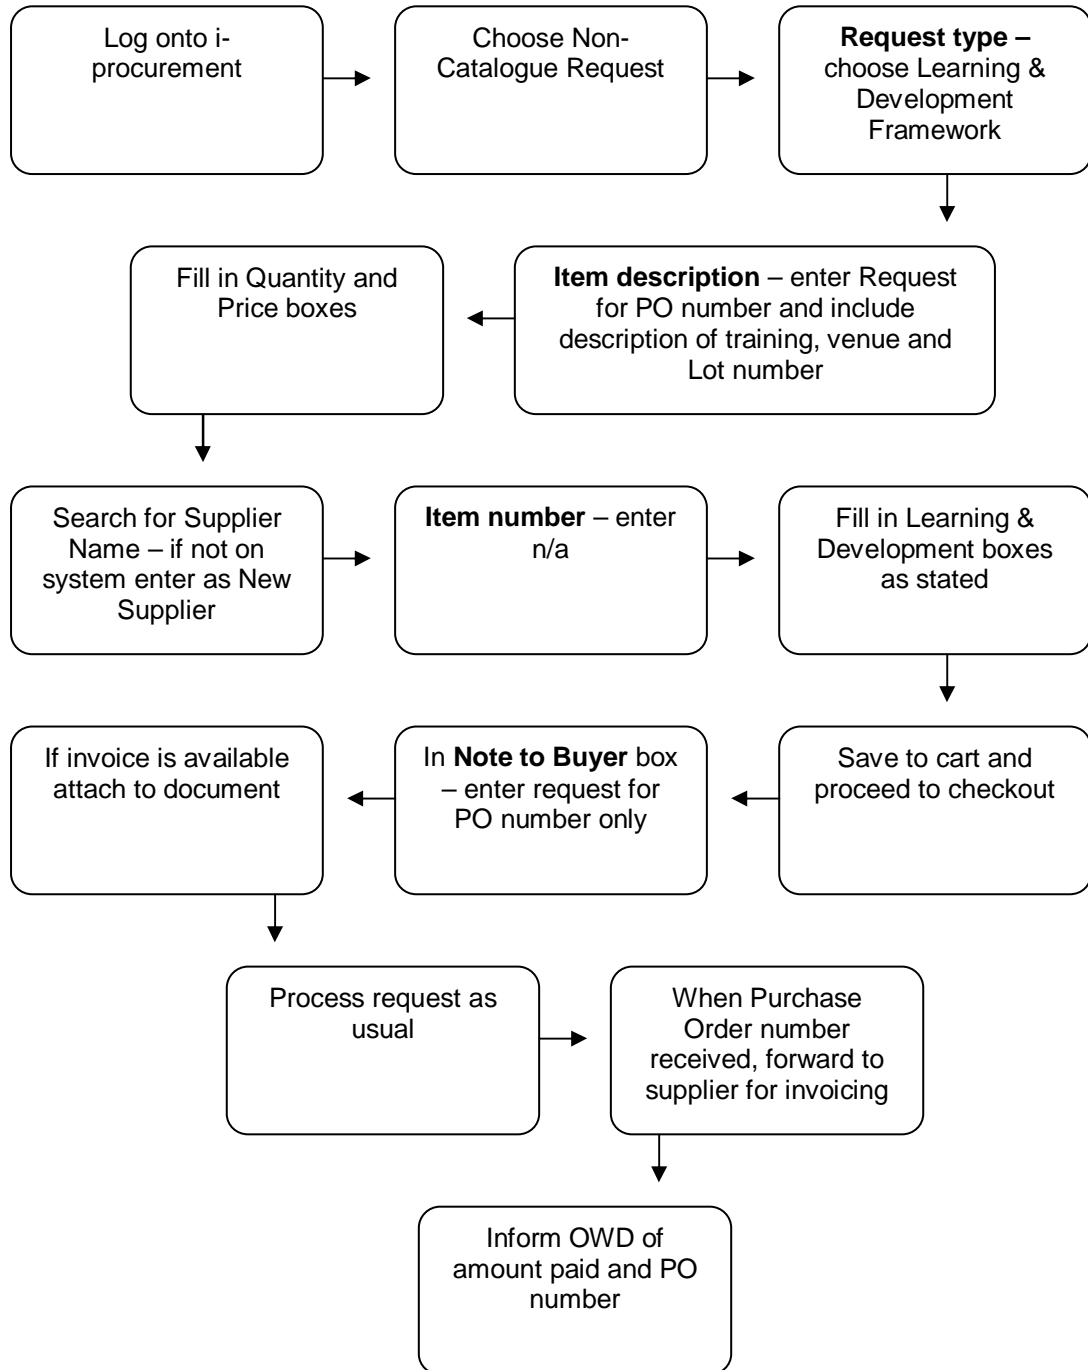 Log onto i-
procurement
Choose Non-
Catalogue Request
Request type –
choose Learning &
Development
Framework
Item description – enter Request
for PO number and include
description of training, venue and
Lot number
Fill in Quantity and
Price boxes
Search for Supplier
Name – if not on
system enter as New
Supplier
Item number – enter
n/a
Fill in Learning &
Development boxes
as stated
Save to cart and
proceed to checkout
In Note to Buyer box
– enter request for
PO number only
If invoice is available
attach to document
Process request as
usual
When Purchase
Order number
received, forward to
supplier for invoicing
Inform OWD of
amount paid and PO
number